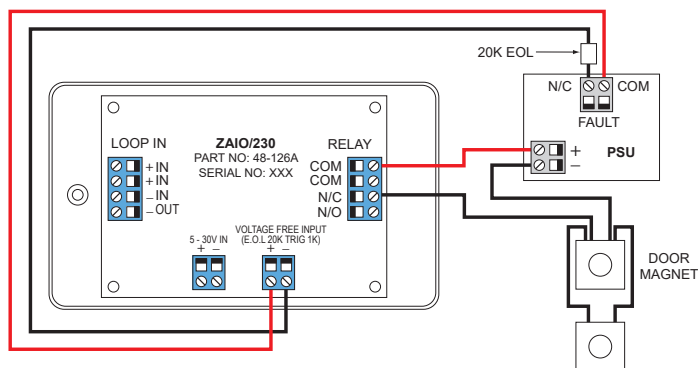 20K EOL
N/C
COM
FAULT
+
–
PSU
LOOP IN
ZAIO/230
PART NO: 48-126A
SERIAL NO: XXX
RELAY
+ IN
+ IN
– IN
– OUT
COM
COM
N/C
N/O
5 - 30V IN
+ –
VOLTAGE FREE INPUT
(E.O.L 20K TRIG 1K)
+ –
DOOR
MAGNET